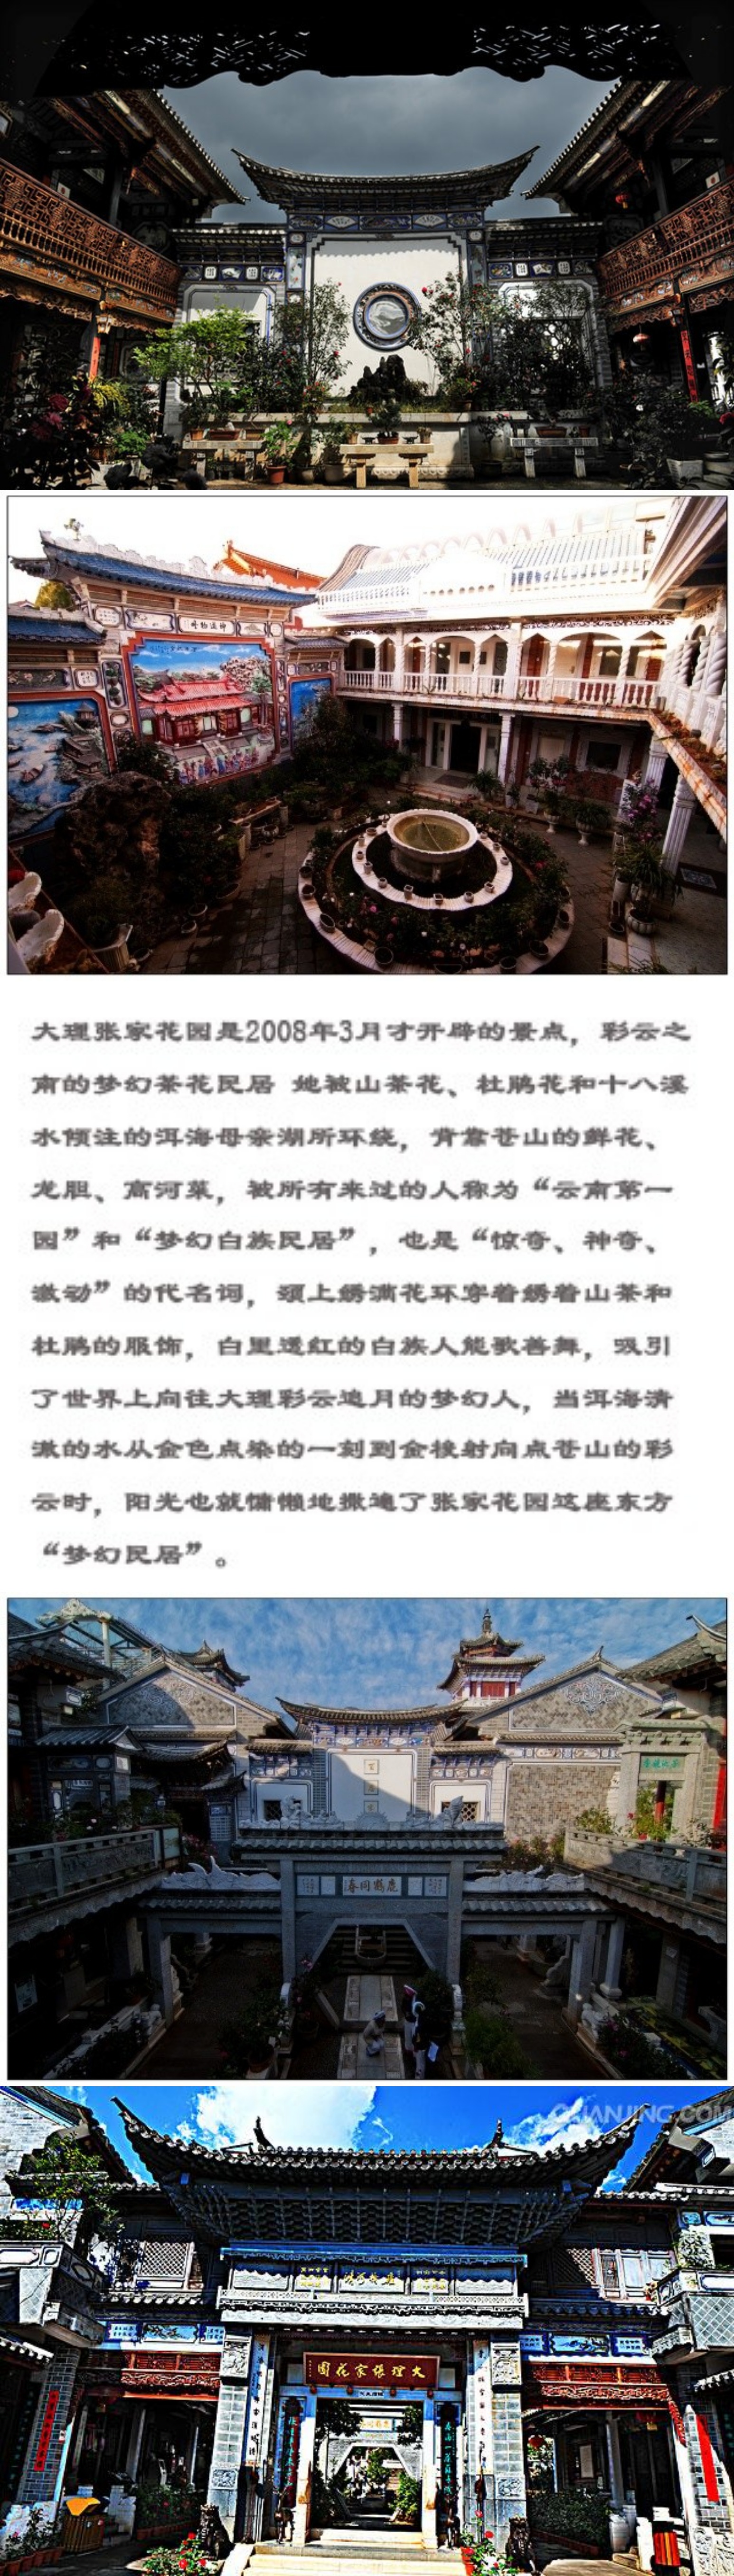 大理张家花园是2008年3月才开辟的景点，彩云之
南的梦幻茶花民居 她被山茶花、杜鹃花和十八溪
水倾注的洱海母亲湖所环绕，背靠苍山的鲜花、
龙胆、高河菜，被所有来过的人称为“云南第一
园”和“梦幻白族民居”，也是“惊奇、神奇、
激动”的代名词，颈上绣满花环穿着绣着山茶和
杜鹃的服饰，白里透红的白族人能歌善舞，吸引
了世界上向往大理彩云追月的梦幻人，当洱海清
澈的水从金色点染的一刻到金梭射向点苍山的彩
云时，阳光也就慵懒地撒遍了张家花园这座东方
“梦幻民居”。
春同鶴鹿
QUANJING.COM
園花家張理大